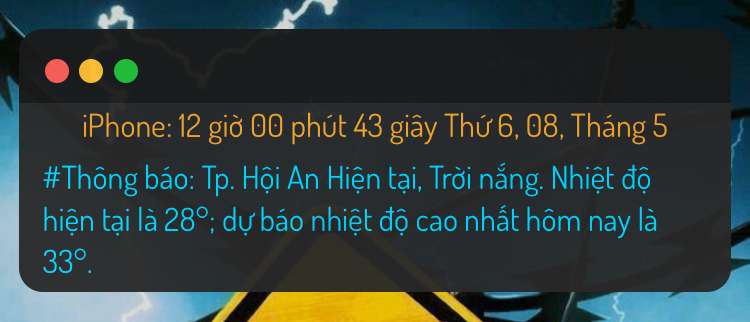 iPhone: 12 giờ 00 phút 43 giây Thứ 6, 08, Tháng 5
#Thông báo: Tp. Hội An Hiện tại, Trời nắng. Nhiệt độ
hiện tại là 28°; dự báo nhiệt độ cao nhất hôm nay là
33°.